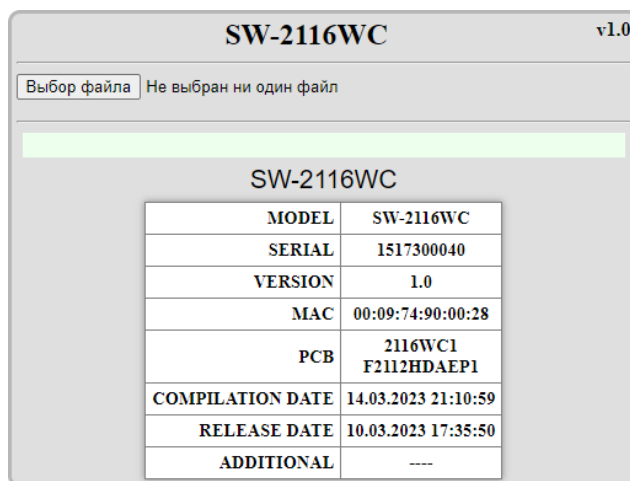 SW-2116WC
v1.0
Выбор файла Не выбран ни один файл
SW-2116WC
MODEL SW-2116WC
SERIAL 1517300040
VERSION 1.0
MAC 00:09:74:90:00:28
PCB 2116WC1
F2112HDAEP1
COMPILATION DATE 14.03.2023 21:10:59
RELEASE DATE 10.03.2023 17:35:50
ADDITIONAL ----